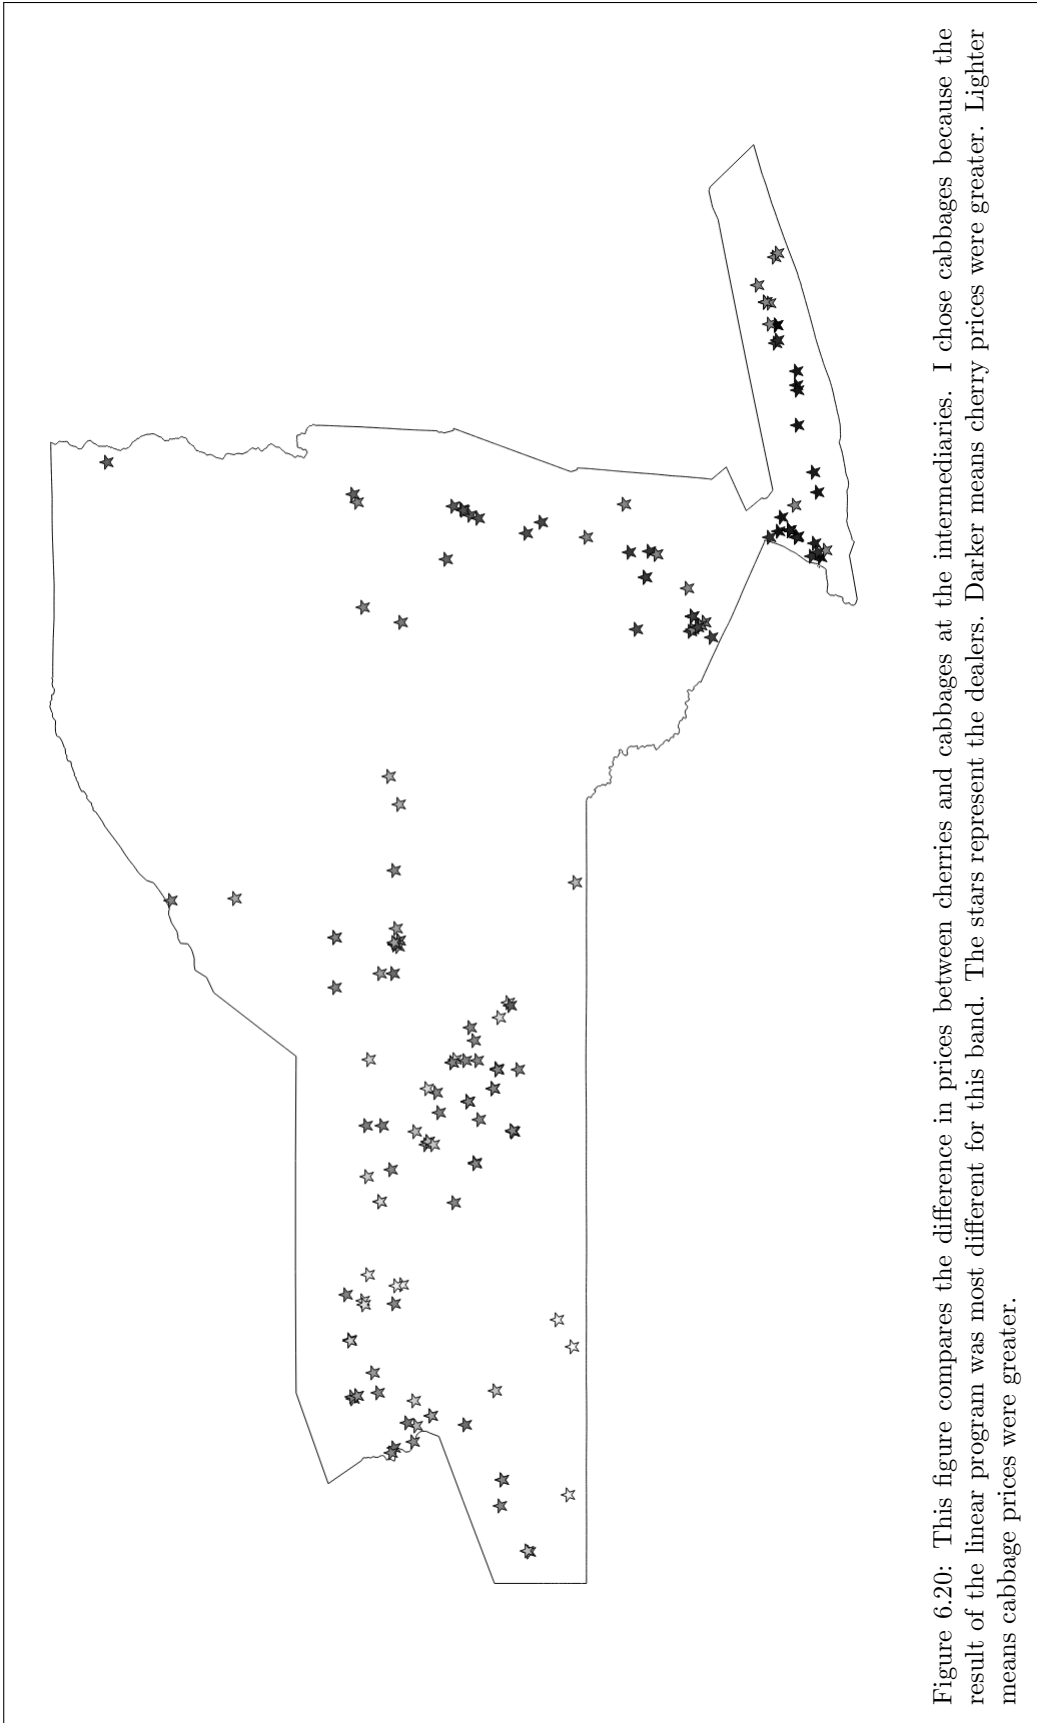 Figure 6.20: This figure compares the difference in prices between cherries and cabbages at the intermediaries. I chose cabbages because the
result of the linear program was most different for this band. The stars represent the dealers. Darker means cherry prices were greater. Lighter
means cabbage prices were greater.